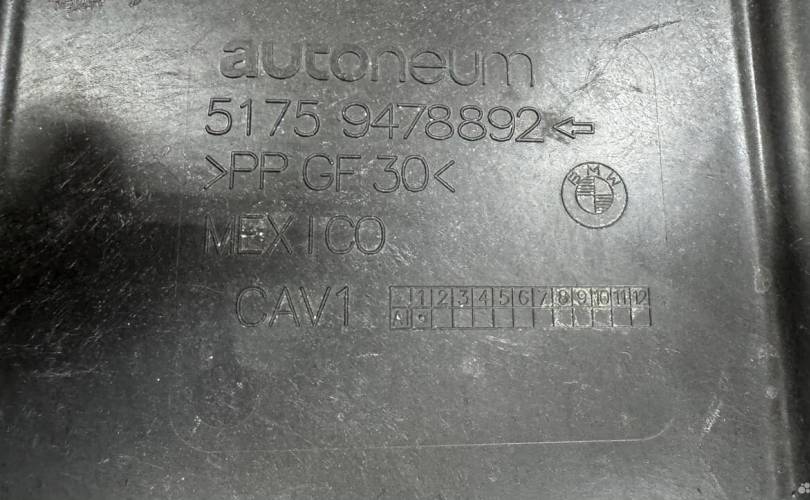 autoneum
5175 9478892
>PP GF 30<
BMW
MEXICO
CAV1
1 2 3 4 5 6 7 8 9 10 11 12